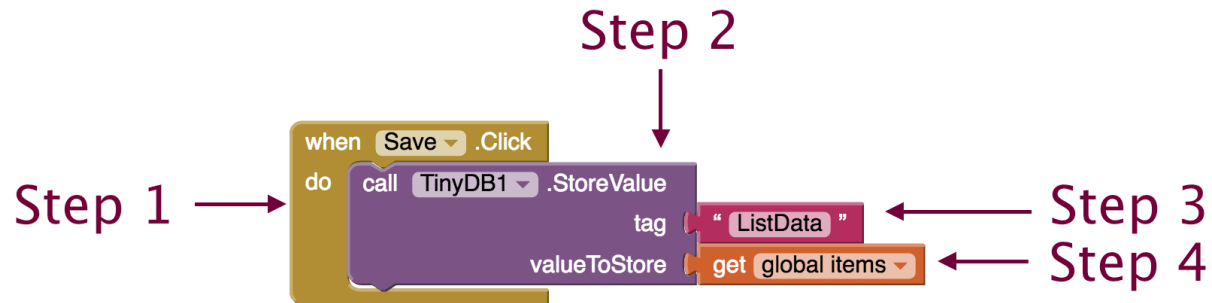 Step 2
when Save .Click
do call TinyDB1 .StoreValue
Step 1
tag " ListData "
Step 3
valueToStore get global items
Step 4